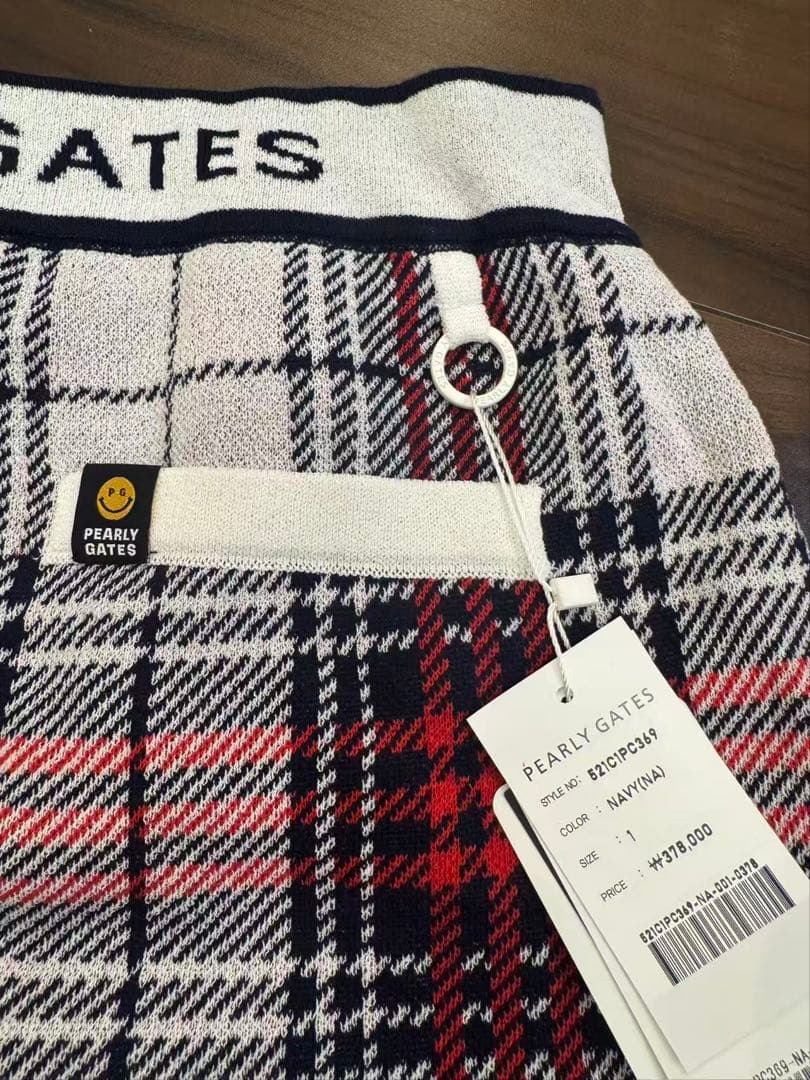 GATES
PG
PEARLY
GATES
PEARLY GATES
STYLE NO: 521C1PC369
COLOR : NAVY(NA)
SIZE : 1
PRICE : ₩378,000
521C1PC369-NA-001-0378